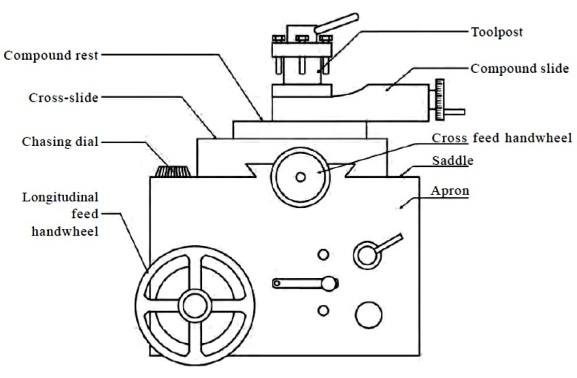 Toolpost
Compound rest
Compound slide
Cross-slide
Chasing dial
Cross feed handwheel
Saddle
Longitudinal
feed
handwheel
Apron